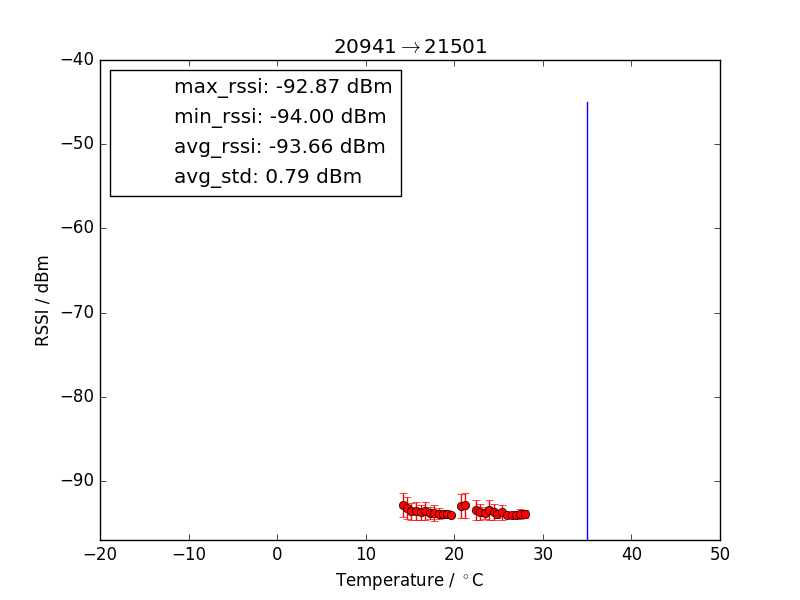 20941→21501
max_rssi: -92.87 dBm
min_rssi: -94.00 dBm
avg_rssi: -93.66 dBm
avg_std: 0.79 dBm
RSSI / dBm
−40
−50
−60
−70
−80
−90
−20 −10 0 10 20 30 40 50
Temperature / °C